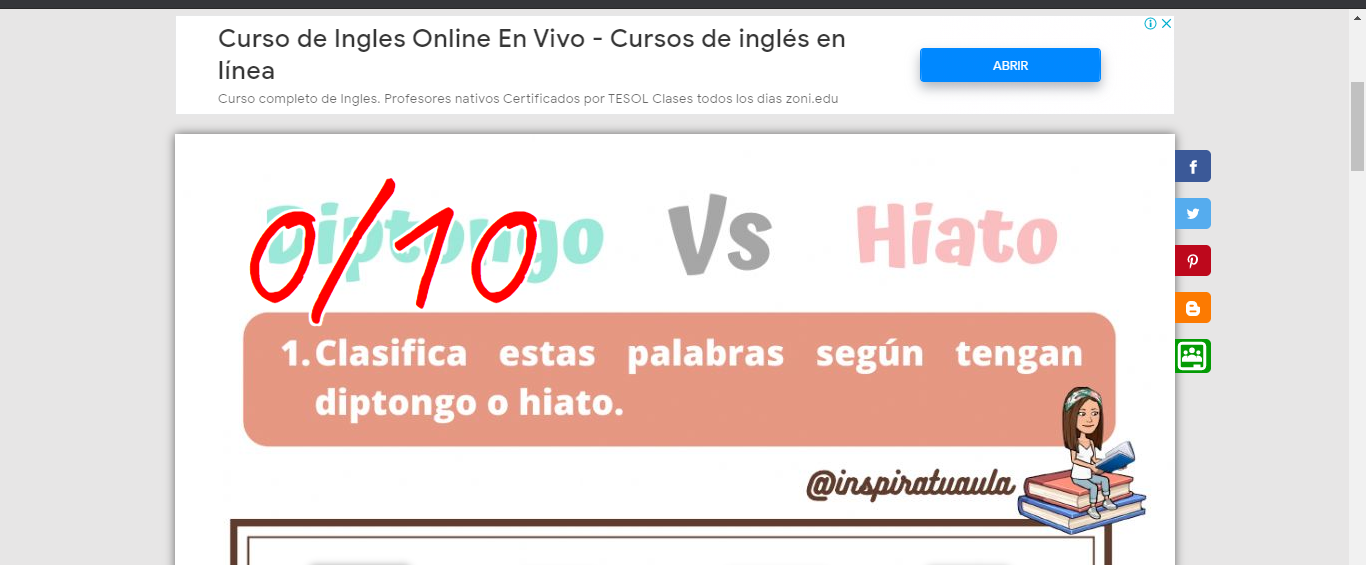 Curso de Ingles Online En Vivo - Cursos de inglés en
línea
Curso completo de Ingles. Profesores nativos Certificados por TESOL Clases todos los dias zoni.edu
ABRIR
Diptongo Vs Hiato
0/10
1. Clasifica estas palabras según tengan
diptongo o hiato.
@inspiratuaula